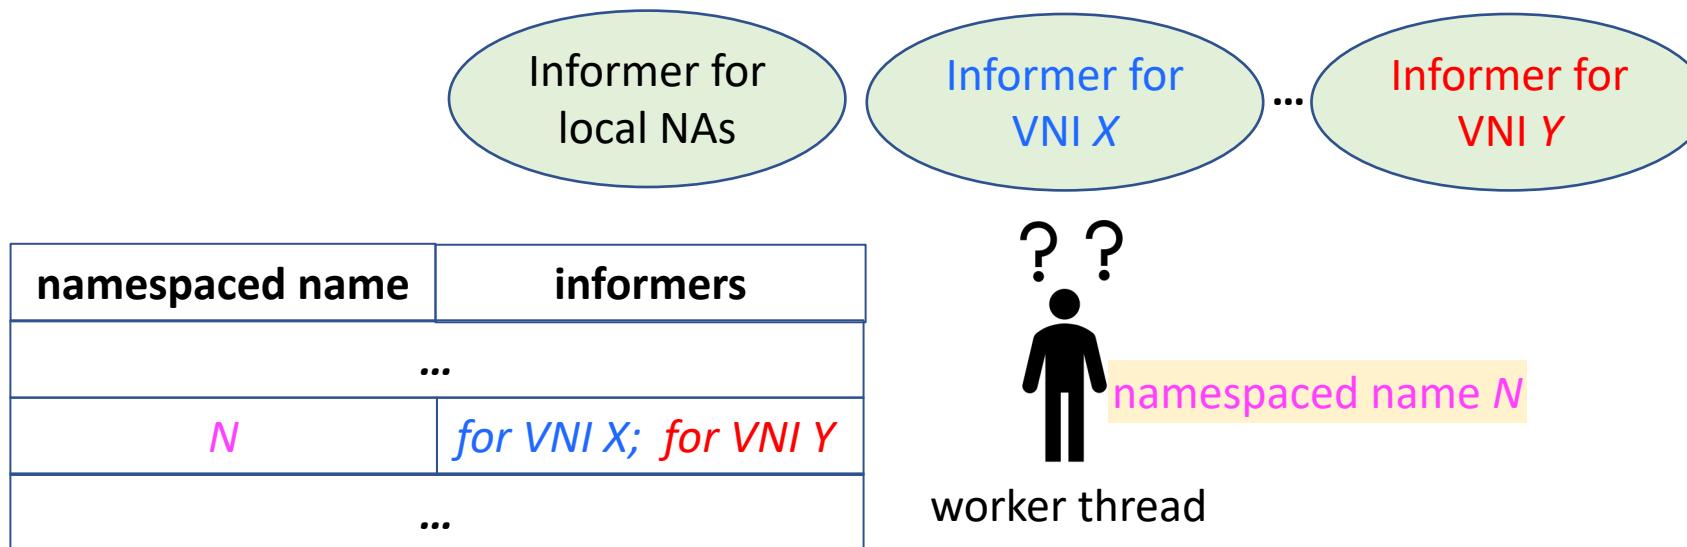 Informer for
local NAs
Informer for
VNI X
...
Informer for
VNI Y
? ?
namespaced name informers
...
N for VNI X; for VNI Y
...
namespaced name N
worker thread